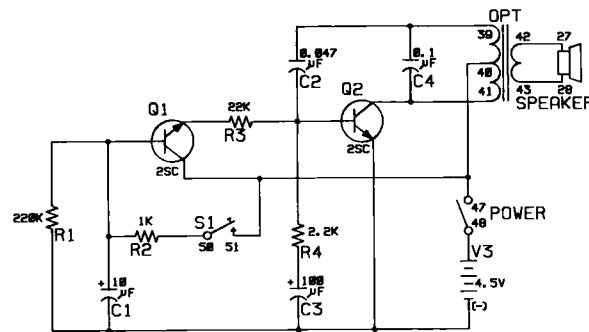 OPT
39
42
27
0.047
µF
C2
0.1
µF
C4
40
41
43
28
SPEAKER
Q1
22K
R3
Q2
2SC
2SC
220K
R1
1K
R2
S1
50
51
2.2K
R4
47
48
POWER
V3
4.5V
(-)
+
10
µF
C1
+
100
µF
C3